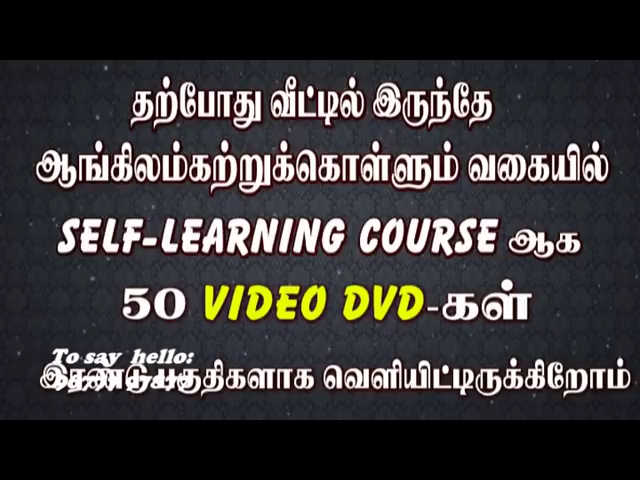 தற்போது வீட்டில் இருந்தே
ஆங்கிலம்கற்றுக்கொள்ளும் வகையில்
SELF-LEARNING COURSE ஆக
50 VIDEO DVD-கள்
To say hello:
இரண்டு பகுதிகளாக வெளியிட்டிருக்கிறோம்